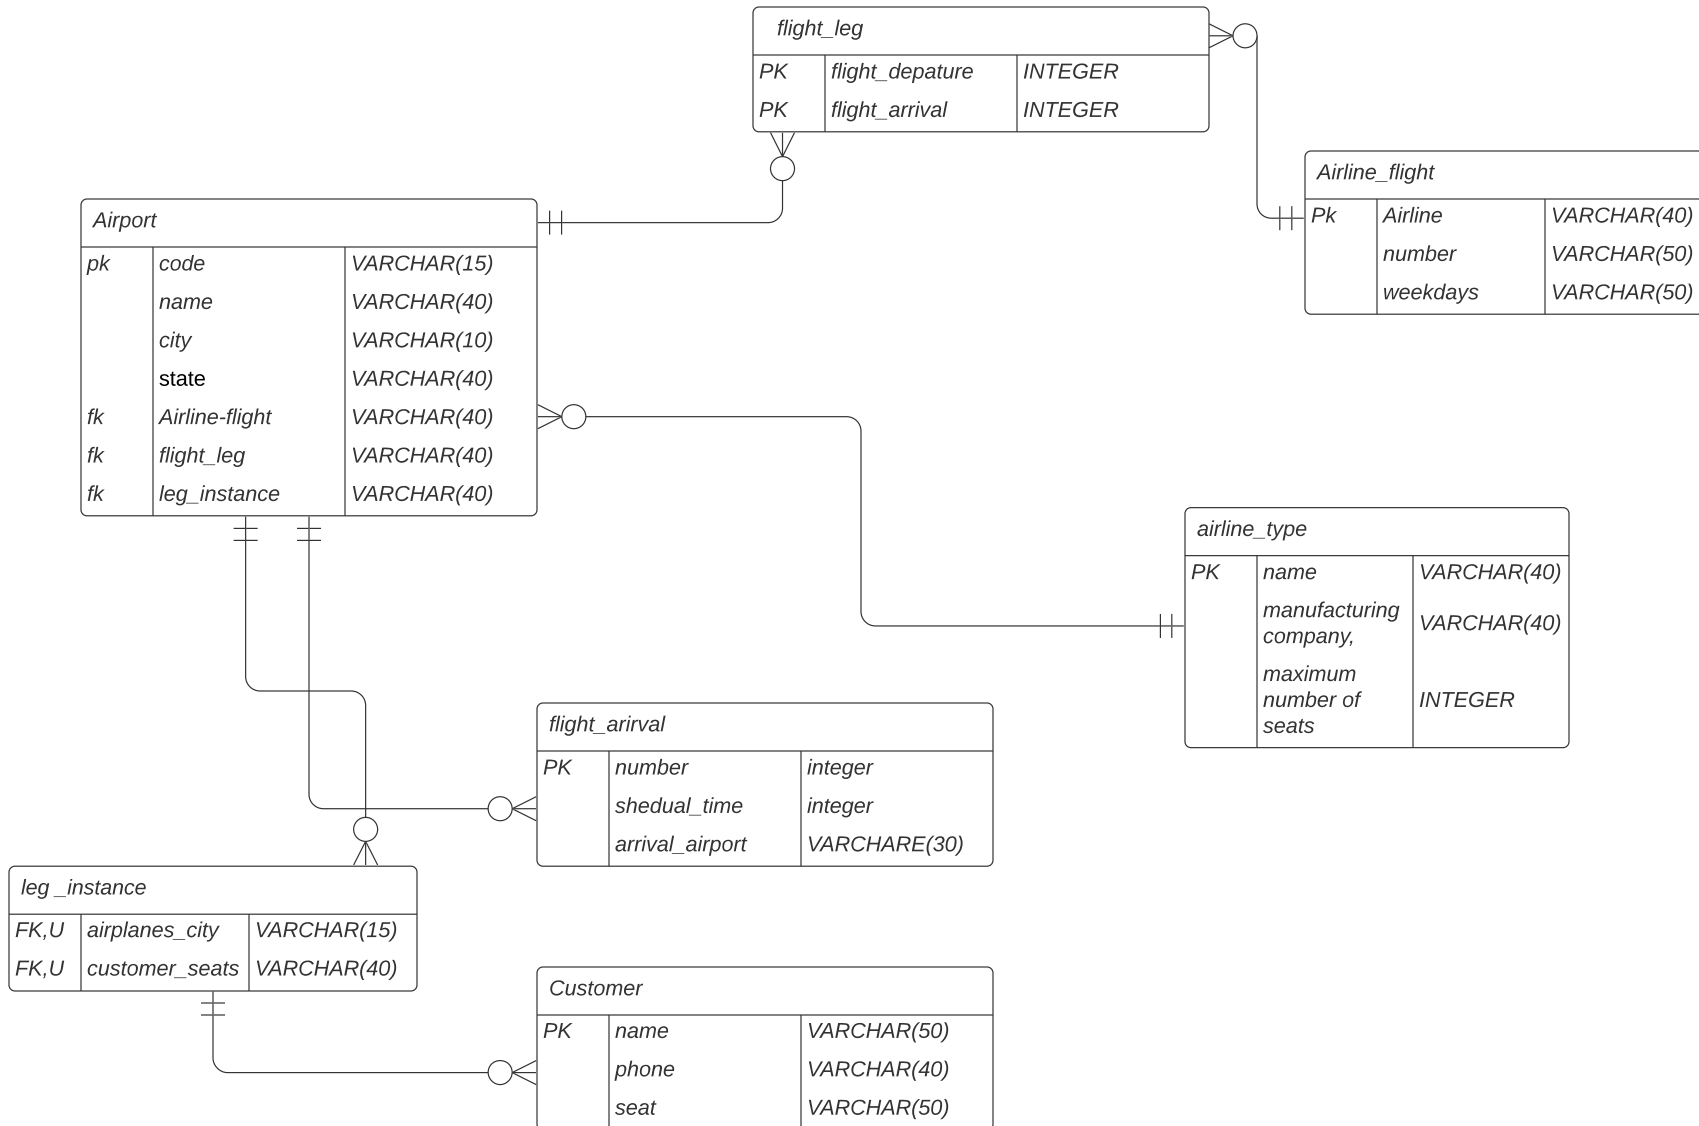 flight_leg
PK flight_depature INTEGER
PK flight_arrival INTEGER
Airline_flight
Pk Airline VARCHAR(40)
number VARCHAR(50)
weekdays VARCHAR(50)
Airport
pk code VARCHAR(15)
name VARCHAR(40)
city VARCHAR(10)
state VARCHAR(40)
fk Airline-flight VARCHAR(40)
fk flight_leg VARCHAR(40)
fk leg_instance VARCHAR(40)
airline_type
PK name VARCHAR(40)
manufacturing
company, VARCHAR(40)
maximum
number of INTEGER
seats
flight_arirval
PK number integer
shedual_time integer
arrival_airport VARCHARE(30)
leg _instance
FK,U airplanes_city VARCHAR(15)
FK,U customer_seats VARCHAR(40)
Customer
PK name VARCHAR(50)
phone VARCHAR(40)
seat VARCHAR(50)